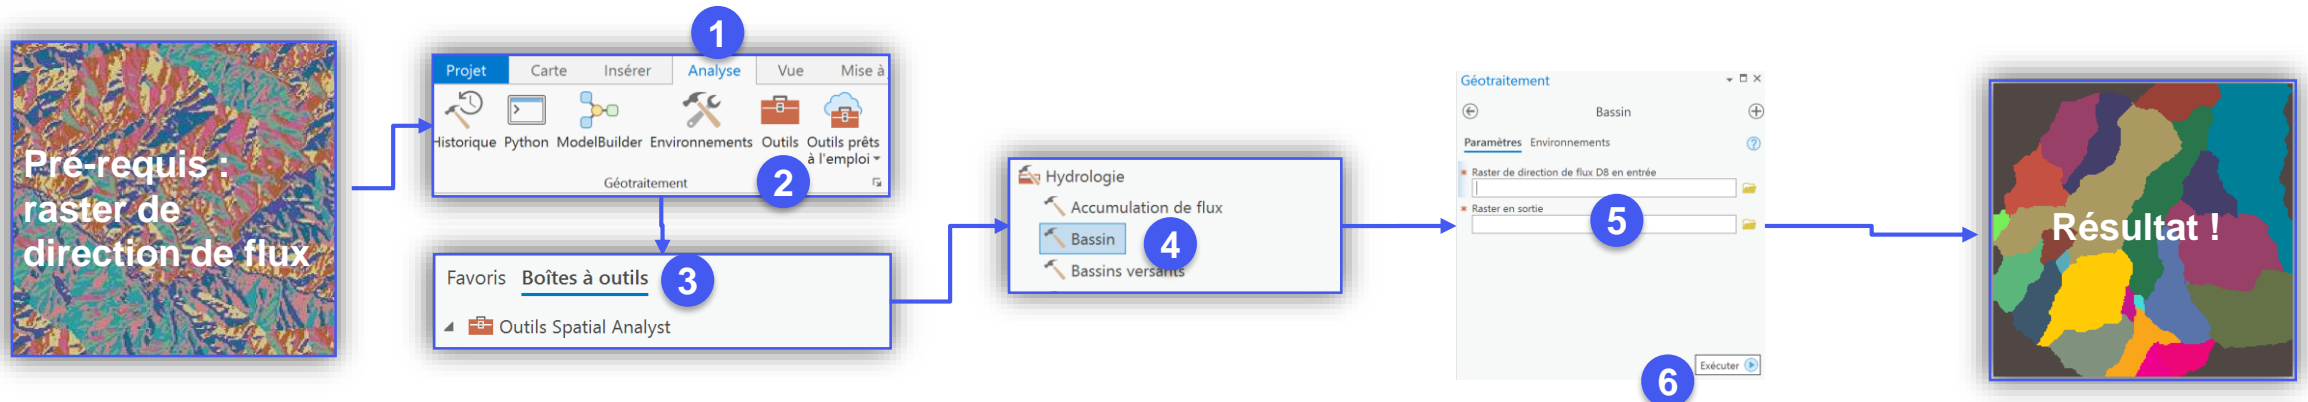 Pré-requis :
raster de
direction de flux
1
Projet Carte Insérer Analyse Vue Mise à
Historique Python ModelBuilder Environnements Outils Outils prêts
à l'emploi
Géotraitement
2
Favoris Boîtes à outils
3
Outils Spatial Analyst
Hydrologie
Accumulation de flux
Bassin
4
Bassins versants
Géotraitement
Bassin
Paramètres Environnements
Raster de direction de flux D8 en entrée
Raster en sortie
5
6
Exécuter
Résultat !